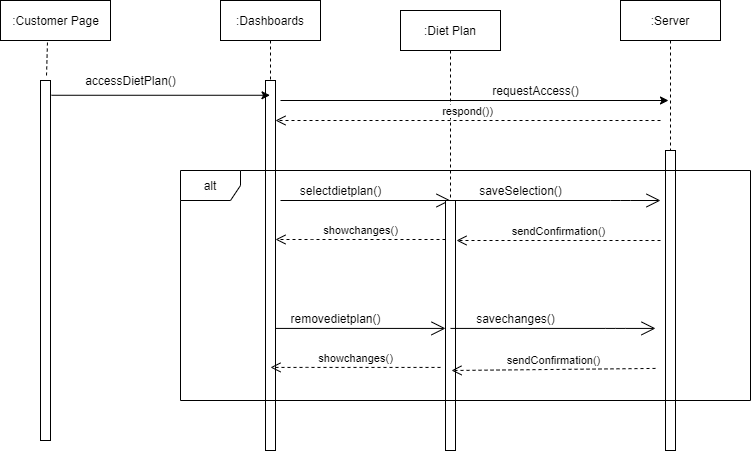 :Customer Page
:Dashboards
:Diet Plan
:Server
accessDietPlan()
requestAccess()
respond())
alt
selectdietplan()
saveSelection()
showchanges()
sendConfirmation()
removedietplan()
savechanges()
showchanges()
sendConfirmation()